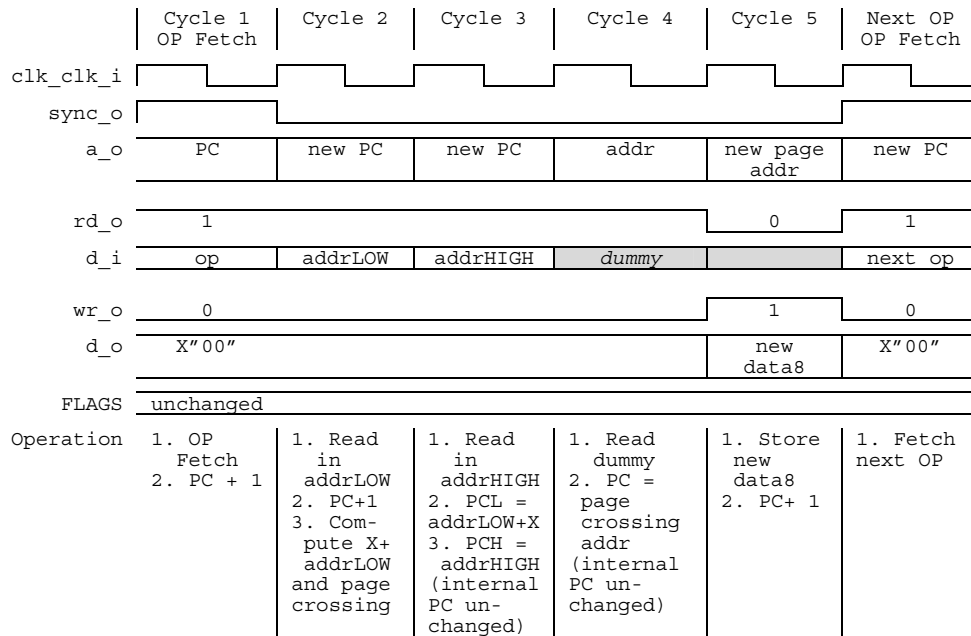 Cycle 1 Cycle 2 Cycle 3 Cycle 4 Cycle 5 Next OP
OP Fetch OP Fetch
clk_clk_i
sync_o
a_o PC new PC new PC addr new page new PC
addr
rd_o 1 0 1
d_i op addrLOW addrHIGH dummy next op
wr_o 0 1 0
d_o X"00" new X"00"
data8
FLAGS unchanged
Operation 1. OP 1. Read 1. Read 1. Read 1. Store 1. Fetch
Fetch in in dummy new next OP
2. PC + 1 addrLOW addrHIGH 2. PC = data8
2. PC+1 2. PCL = page 2. PC+ 1
3. Com- addrLOW+X crossing
pute X+ 3. PCH = addr
addrLOW addrHIGH (internal
and page (internal PC un-
crossing PC un- changed)
changed)